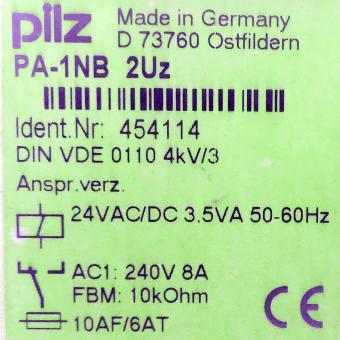 pilz
Made in Germany
D 73760 Ostfildern
PA-1NB 2Uz
Ident.Nr: 454114
DIN VDE 0110 4kV/3
Anspr.verz.
24VAC/DC 3.5VA 50-60Hz
AC1: 240V 8A
FBM: 10kOhm
10AF/6AT
CE